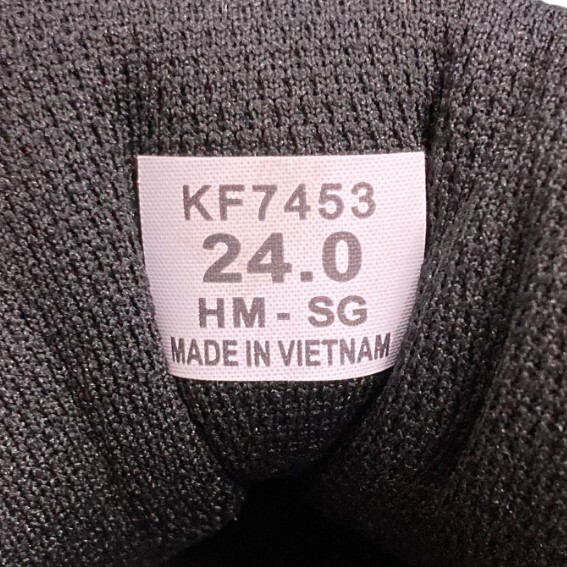 KF7453
24.0
HM - SG
MADE IN VIETNAM